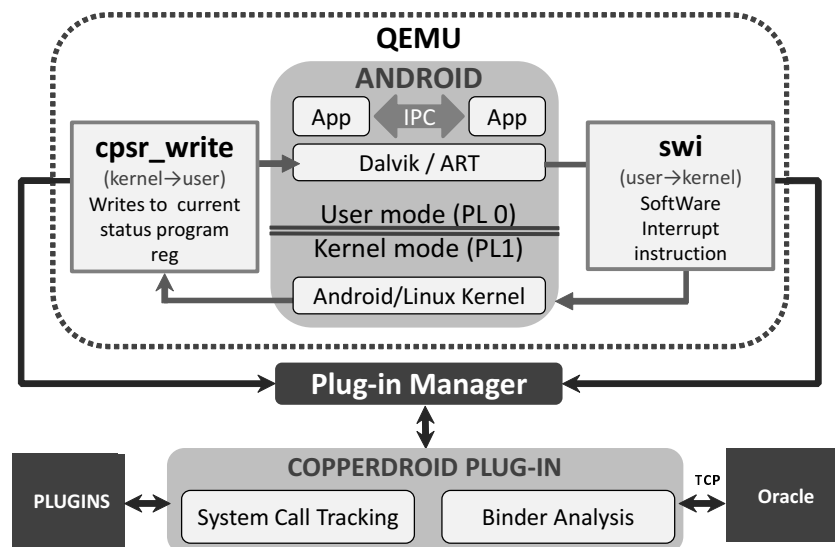 QEMU
ANDROID
App
IPC
App
cpsr_write
(kernel→user)
Writes to current
status program
reg
Dalvik / ART
swi
(user→kernel)
SoftWare
Interrupt
instruction
User mode (PL 0)
Kernel mode (PL1)
Android/Linux Kernel
Plug-in Manager
COPPERDROID PLUG-IN
PLUGINS
System Call Tracking
Binder Analysis
TCP
Oracle